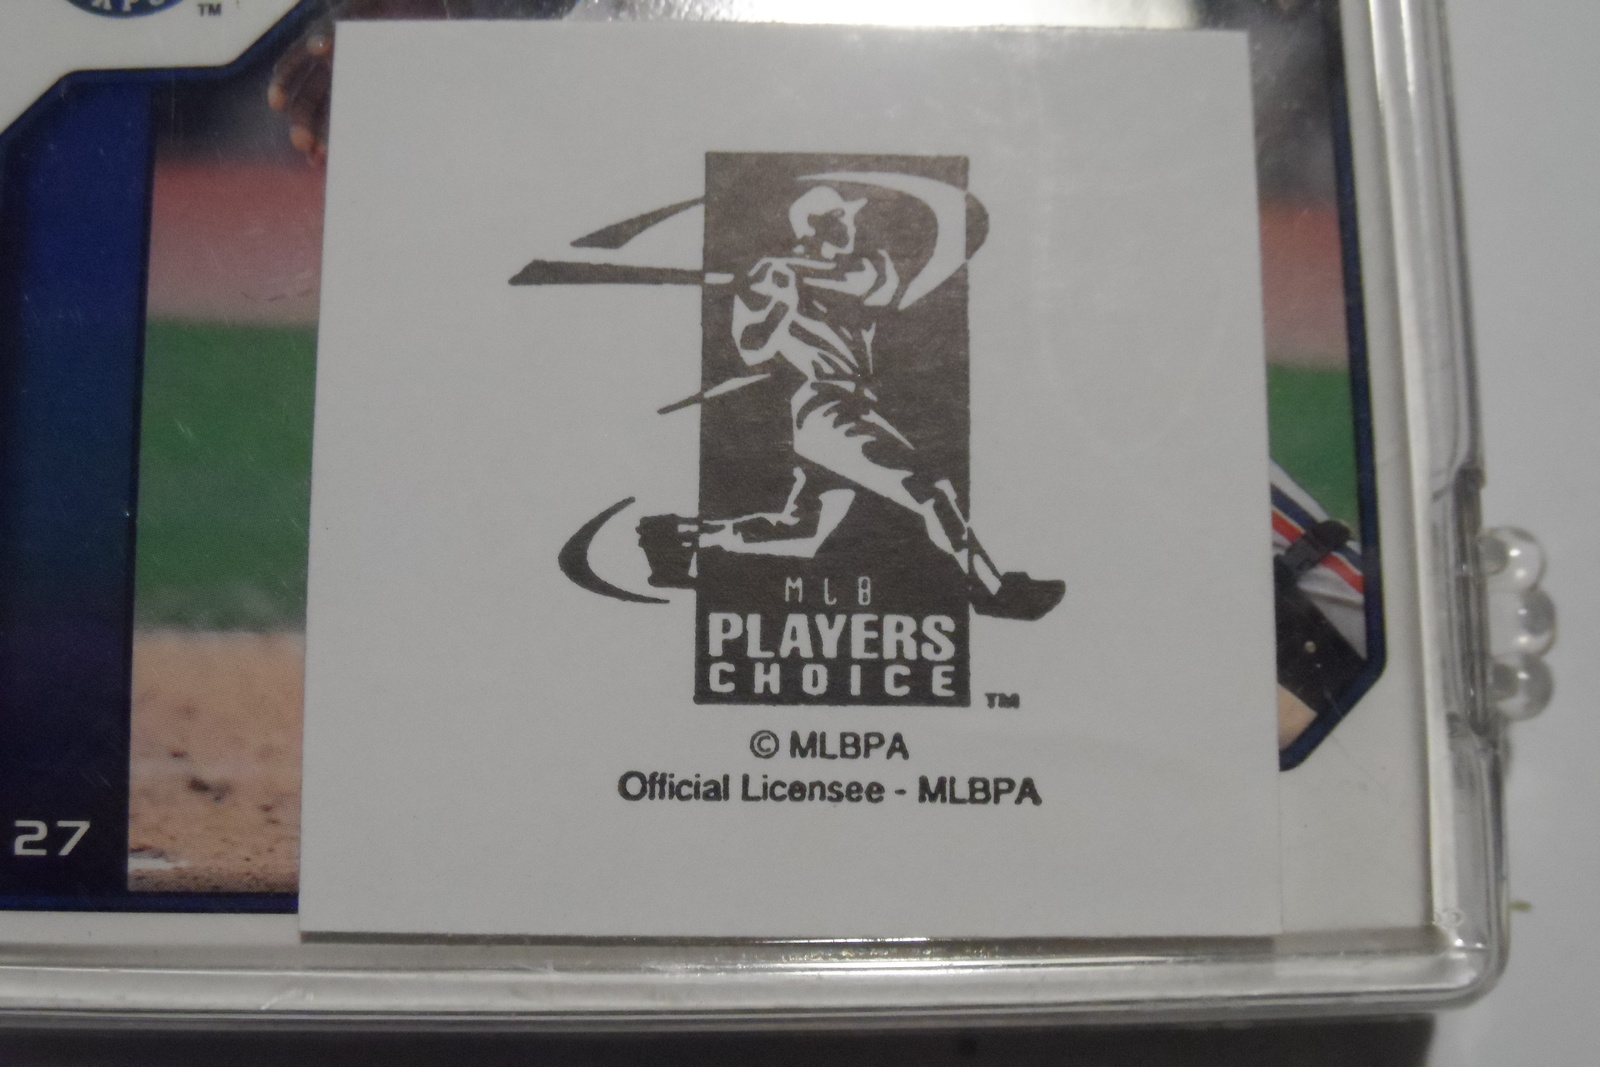 TM
MLB
PLAYERS
CHOICE
TM
© MLBPA
Official Licensee - MLBPA
27